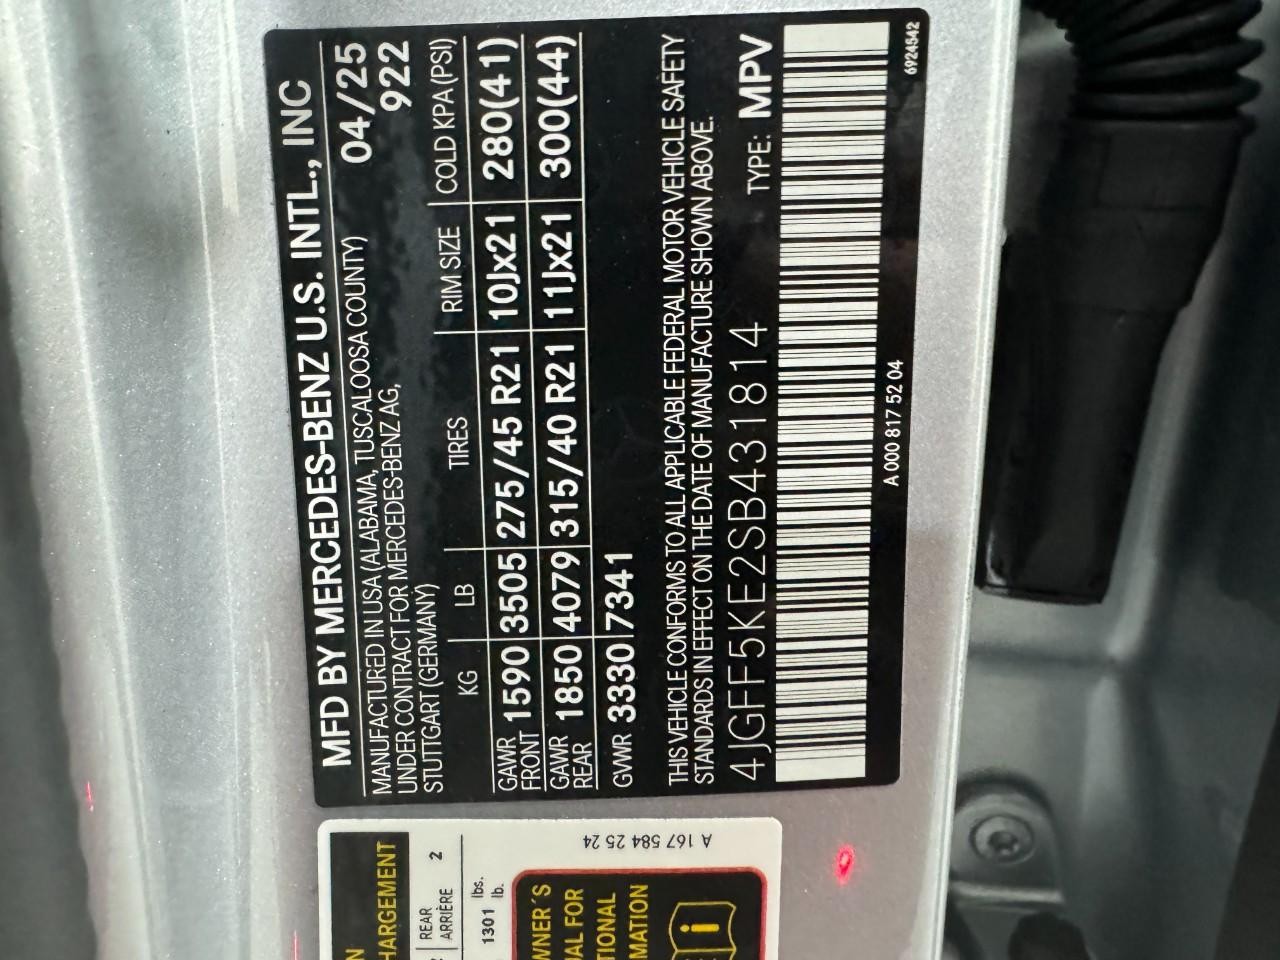 MFD BY MERCEDES-BENZ U.S. INTL., INC
MANUFACTURED IN USA (ALABAMA, TUSCALOOSA COUNTY) 04/25
UNDER CONTRACT FOR MERCEDES-BENZ AG, 922
STUTTGART (GERMANY)
KG LB TIRES RIM SIZE COLD KPA (PSI)
GAWR FRONT 1590 3505 275/45 R21 10Jx21 280(41)
GAWR REAR 1850 4079 315/40 R21 11Jx21 300(44)
GVWR 3330 7341
THIS VEHICLE CONFORMS TO ALL APPLICABLE FEDERAL MOTOR VEHICLE SAFETY
STANDARDS IN EFFECT ON THE DATE OF MANUFACTURE SHOWN ABOVE.
4JGFF5KE2SB431814 TYPE: MPV
A 000 817 52 04 6924542
N
HARGEMENT
REAR
ARRIÈRE 2
1301 lbs.
lb.
WNER´S
AL FOR
TIONAL
MATION
i
A 167 584 25 24